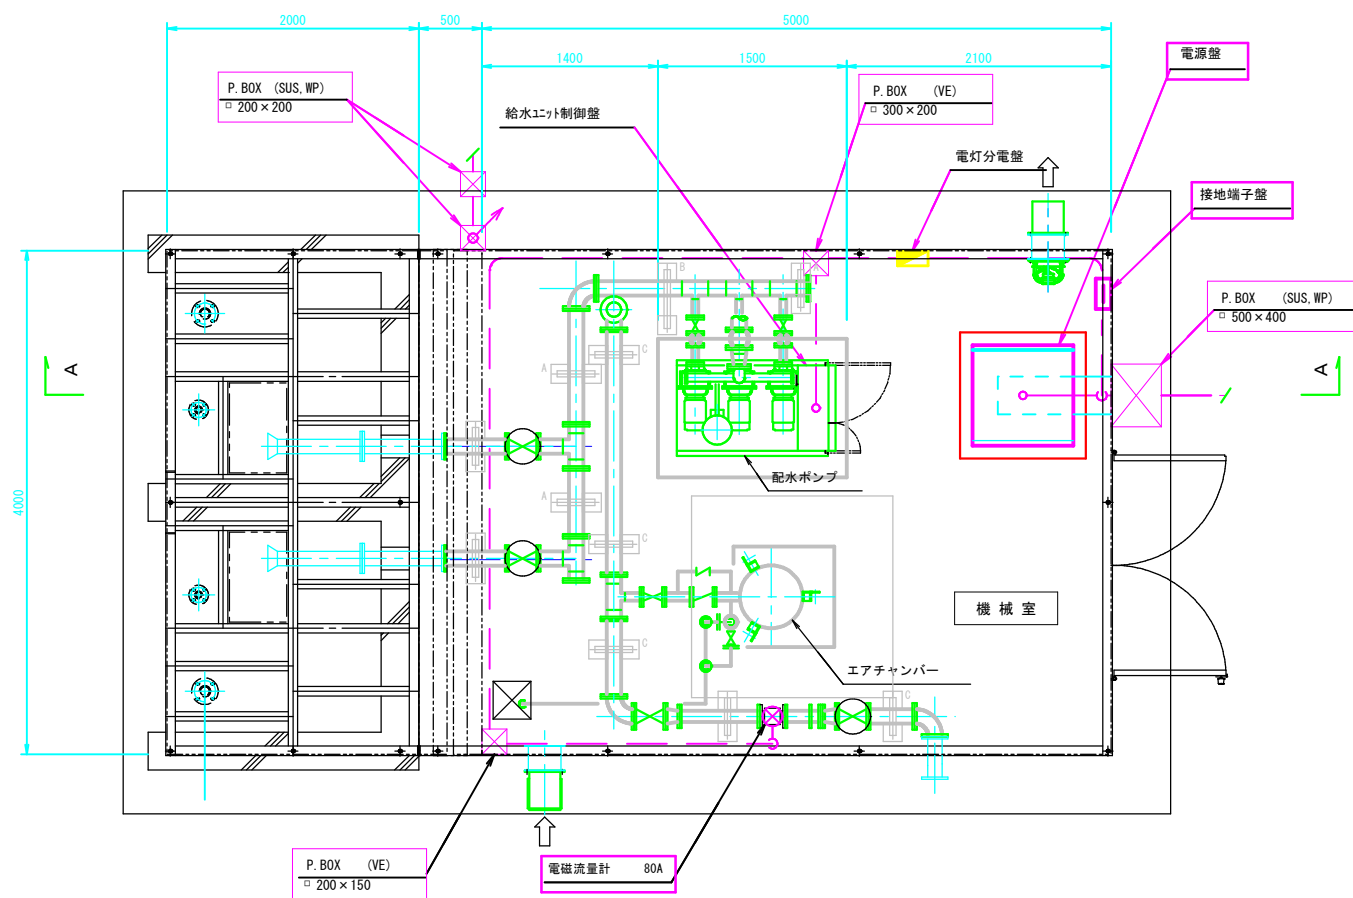 2000
500
5000
1400
1500
2100
電源盤
P.BOX (SUS,WP)
□ 200×200
給水ﾕﾆｯﾄ制御盤
P.BOX (VE)
□ 300×200
電灯分電盤
接地端子盤
P.BOX (SUS,WP)
□ 500×400
B
B
C
A
A
A
配水ポンプ
4000
A
C
機 械 室
C
エアチャンバー
C
P.BOX (VE)
□ 200×150
電磁流量計 80A